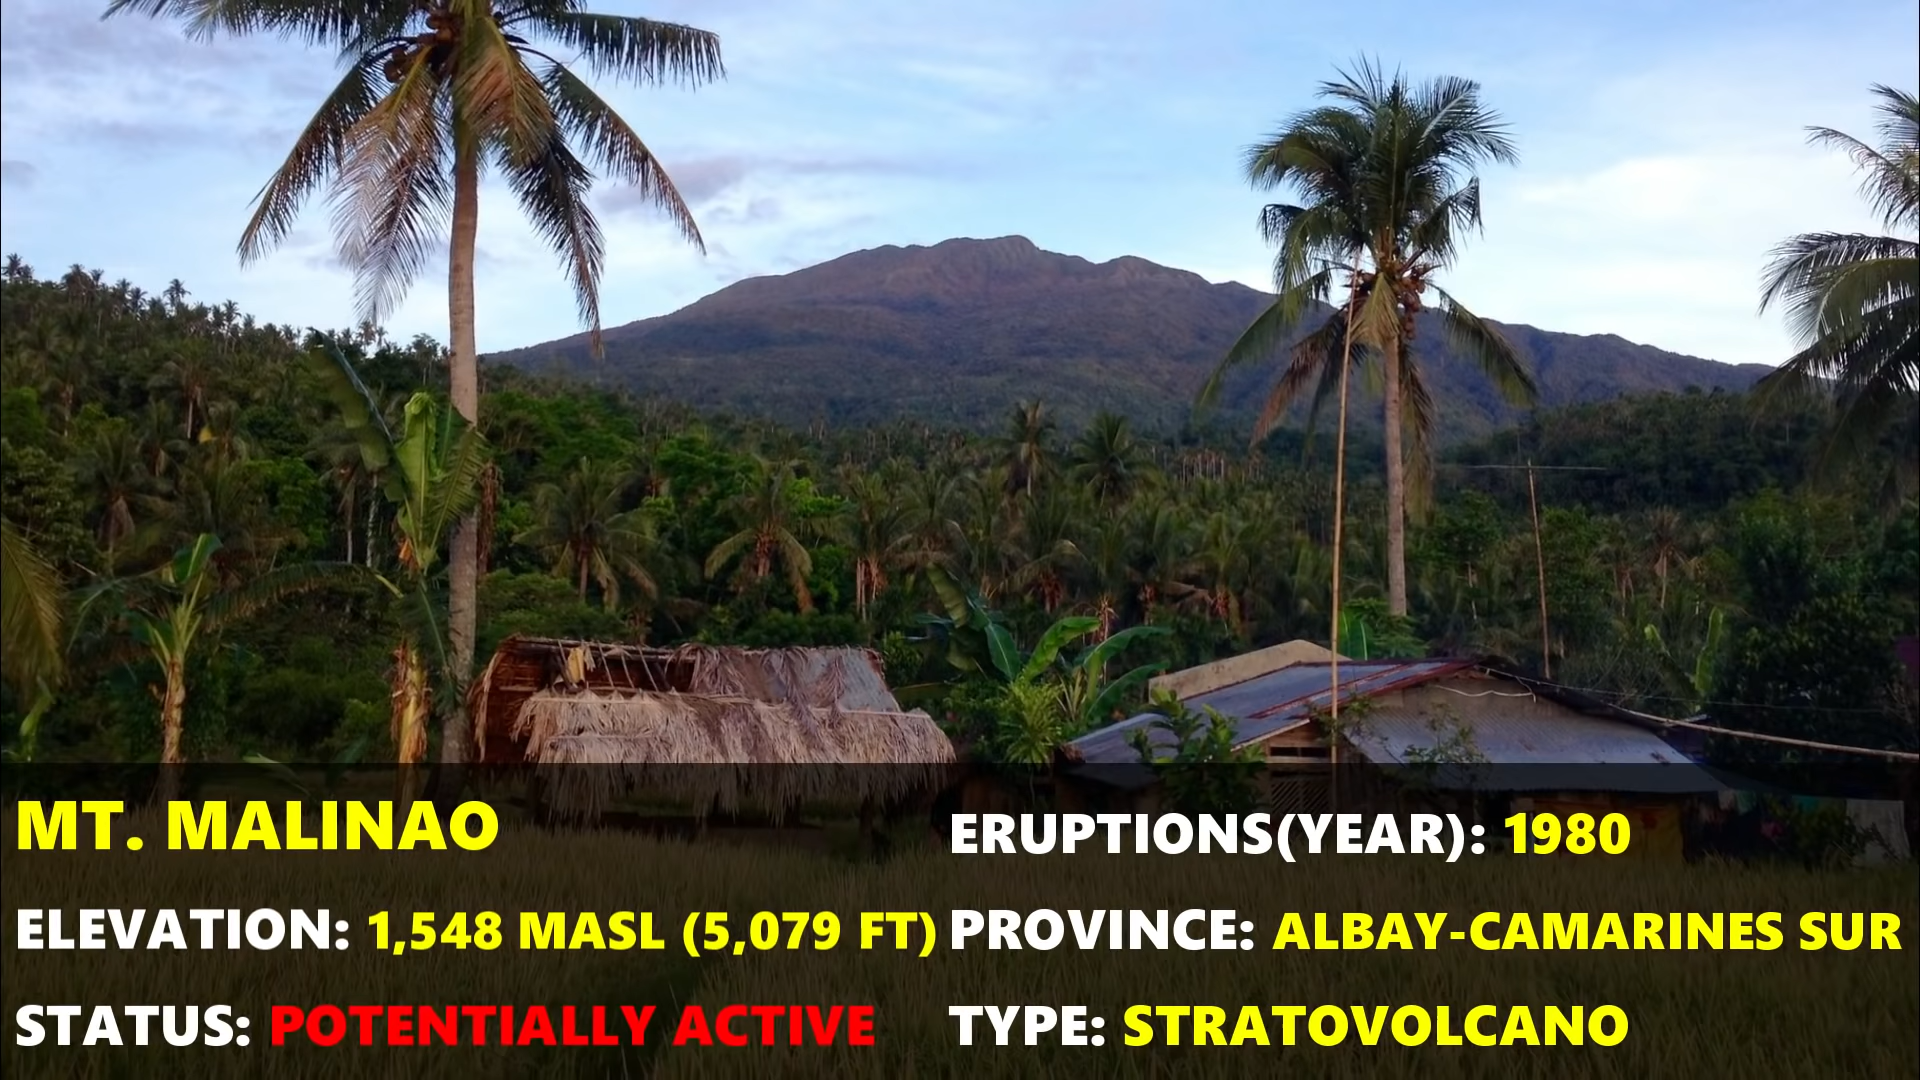 MT. MALINAO
ELEVATION: 1,548 MASL (5,079 FT)
STATUS: POTENTIALLY ACTIVE
ERUPTIONS(YEAR): 1980
PROVINCE: ALBAY-CAMARINES SUR
TYPE: STRATOVOLCANO